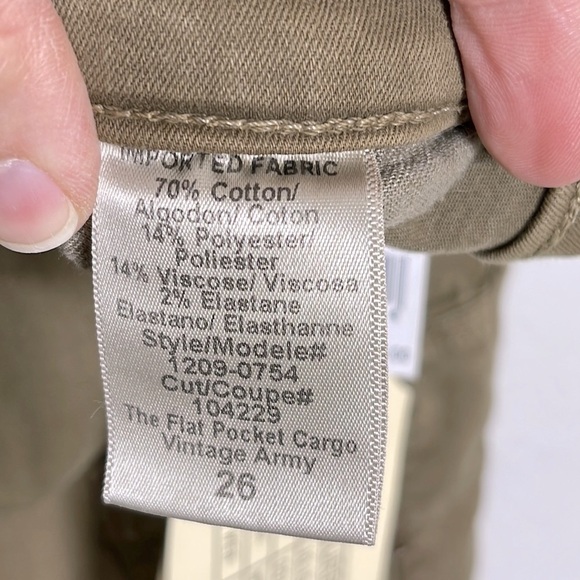 IMPORTED FABRIC
70% Cotton/
Algodon/ Coton
14% Polyester/
Poliester
14% Viscose/ Viscosa
2% Elastane
Elastano/ Elasthanne
Style/Modele#
1209-0754
Cut/Coupe#
104229
The Flat Pocket Cargo
Vintage Army
26